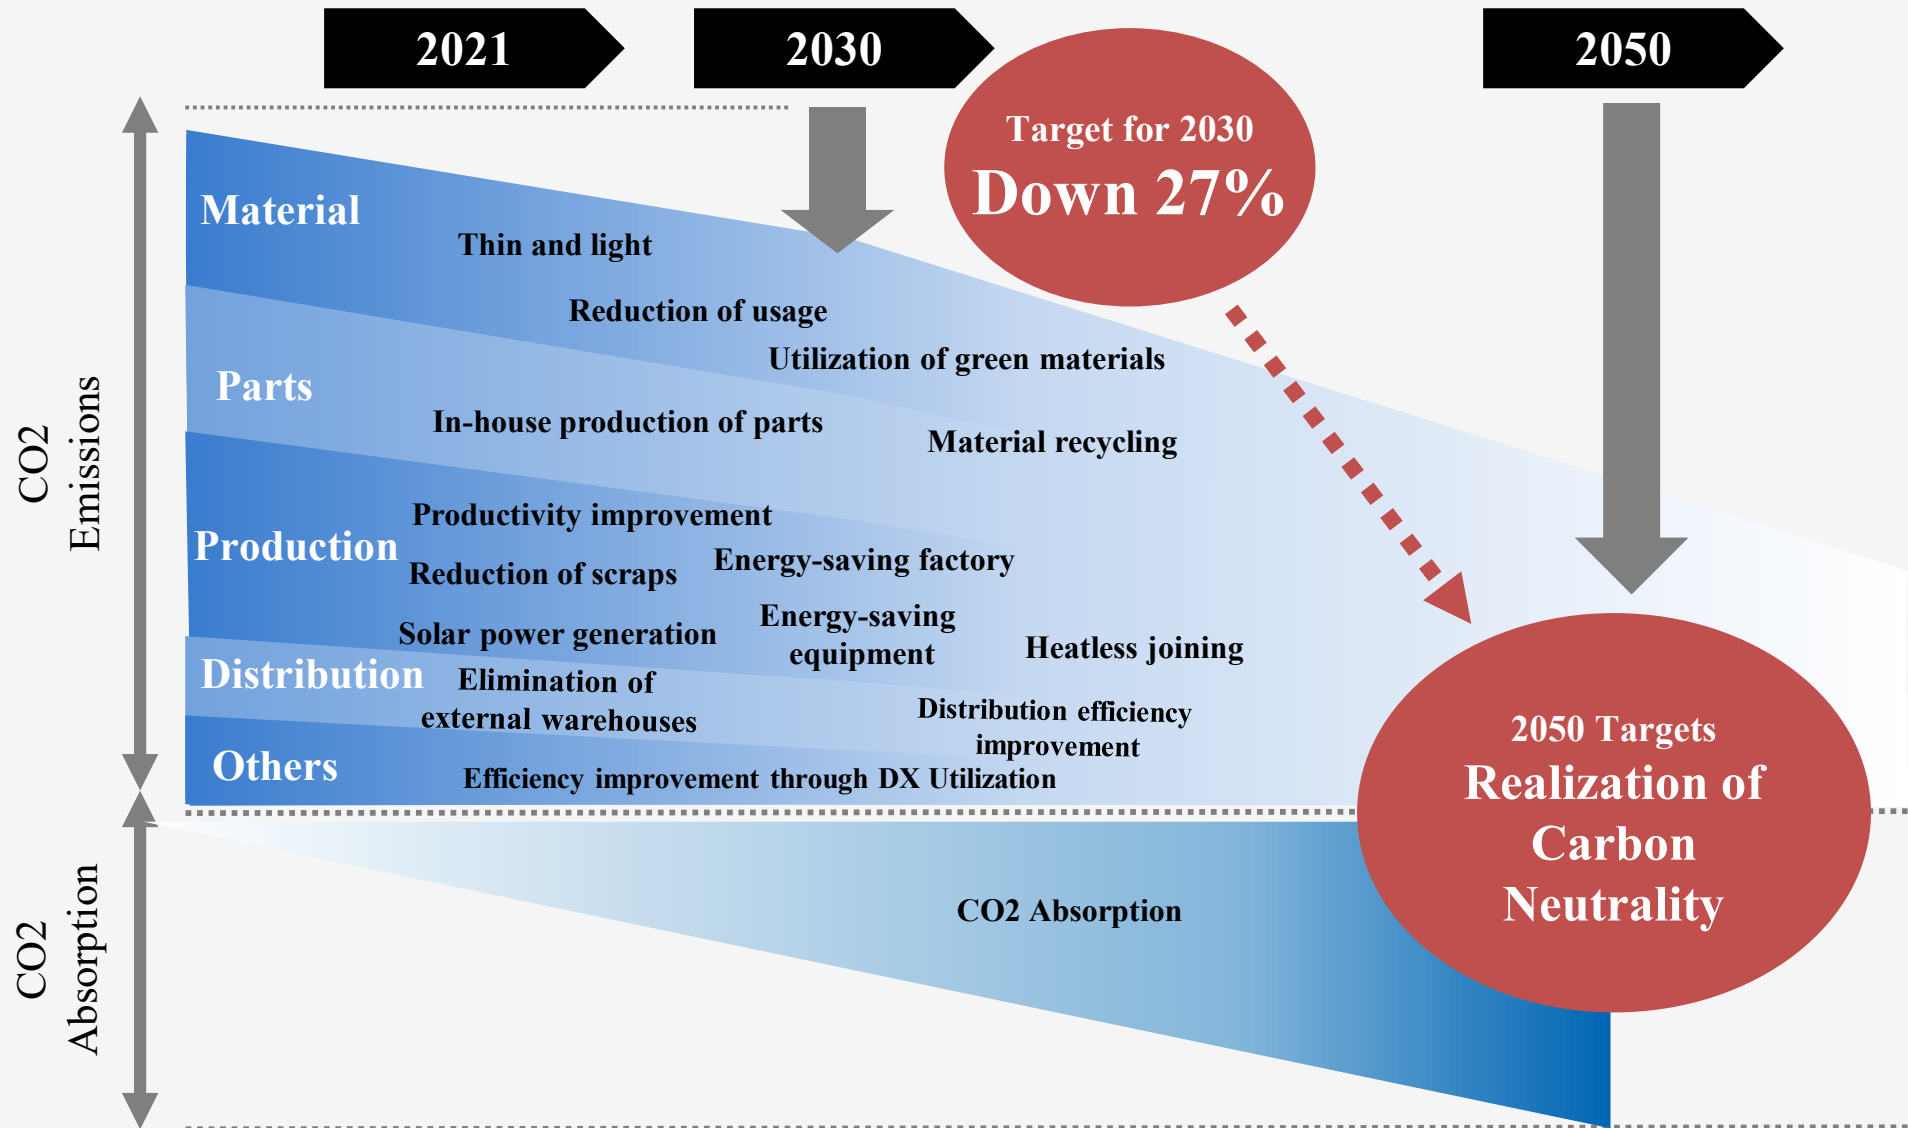 2021
2030
2050
Target for 2030
Down 27%
CO2
Emissions
Material
Thin and light
Reduction of usage
Utilization of green materials
Parts
In-house production of parts
Material recycling
Production
Productivity improvement
Energy-saving factory
Reduction of scraps
Solar power generation
Energy-saving
equipment
Heatless joining
Distribution
Elimination of
external warehouses
Distribution efficiency
improvement
Others
Efficiency improvement through DX Utilization
2050 Targets
Realization of
Carbon
Neutrality
CO2
Absorption
CO2 Absorption